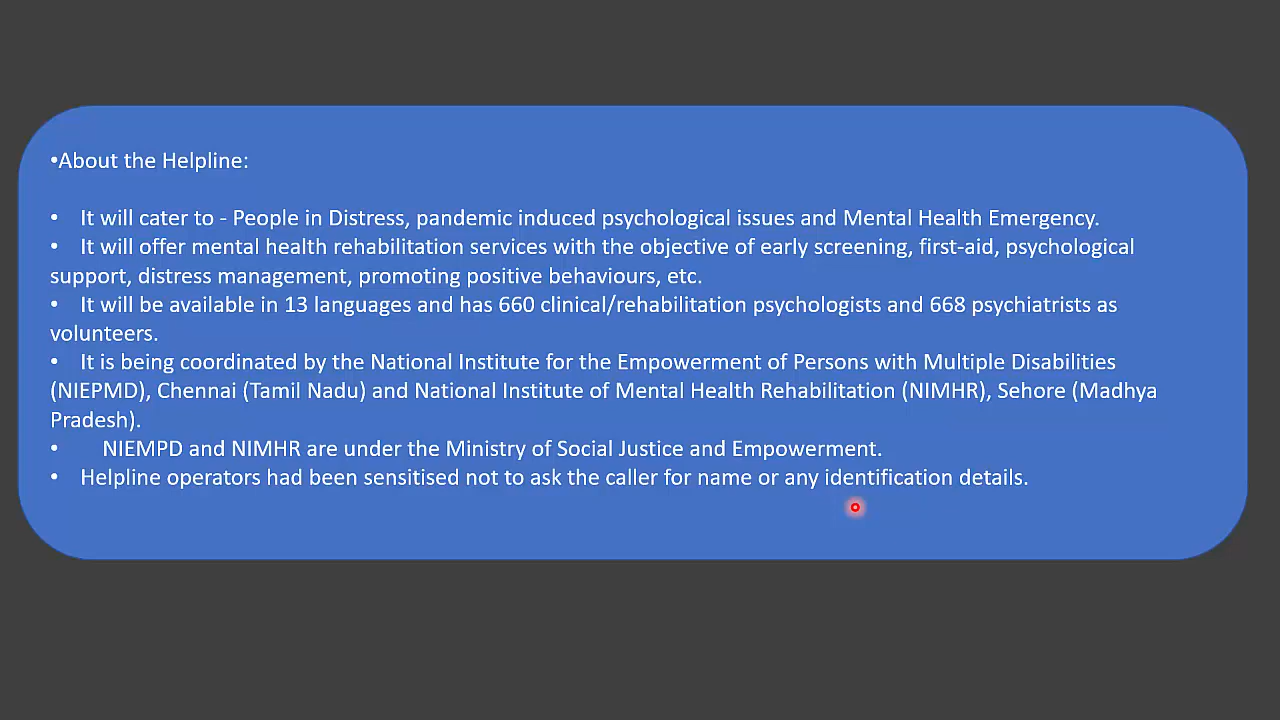 •About the Helpline:
• It will cater to - People in Distress, pandemic induced psychological issues and Mental Health Emergency.
• It will offer mental health rehabilitation services with the objective of early screening, first-aid, psychological
support, distress management, promoting positive behaviours, etc.
• It will be available in 13 languages and has 660 clinical/rehabilitation psychologists and 668 psychiatrists as
volunteers.
• It is being coordinated by the National Institute for the Empowerment of Persons with Multiple Disabilities
(NIEPMD), Chennai (Tamil Nadu) and National Institute of Mental Health Rehabilitation (NIMHR), Sehore (Madhya
Pradesh).
• NIEMPD and NIMHR are under the Ministry of Social Justice and Empowerment.
• Helpline operators had been sensitised not to ask the caller for name or any identification details.